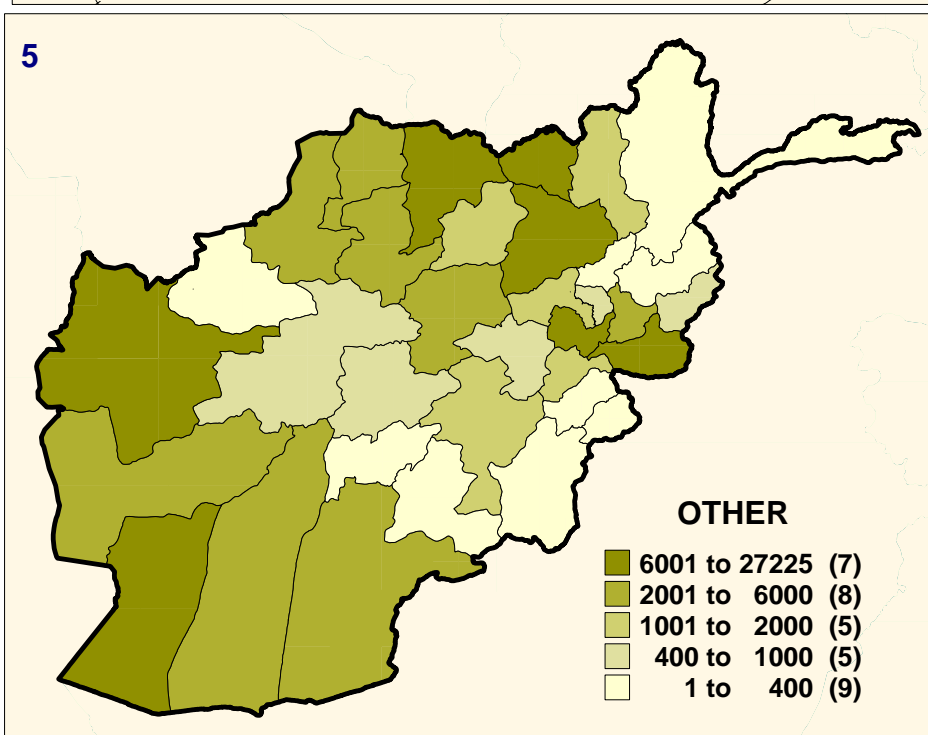 5
OTHER
6001 to 27225 (7)
2001 to 6000 (8)
1001 to 2000 (5)
400 to 1000 (5)
1 to 400 (9)